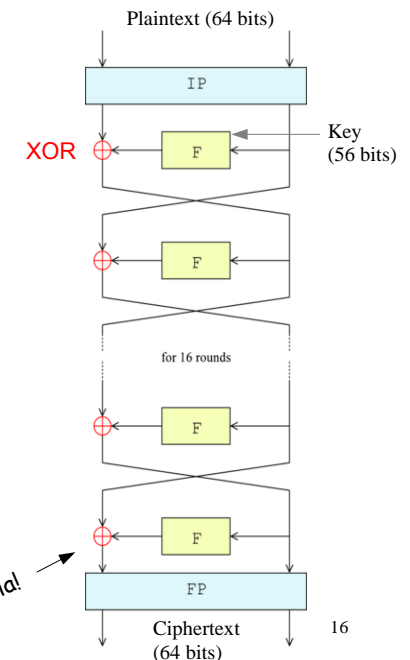 Plaintext (64 bits)
IP
XOR
F
Key
(56 bits)
F
for 16 rounds
F
F
FP
Ciphertext
(64 bits)
16